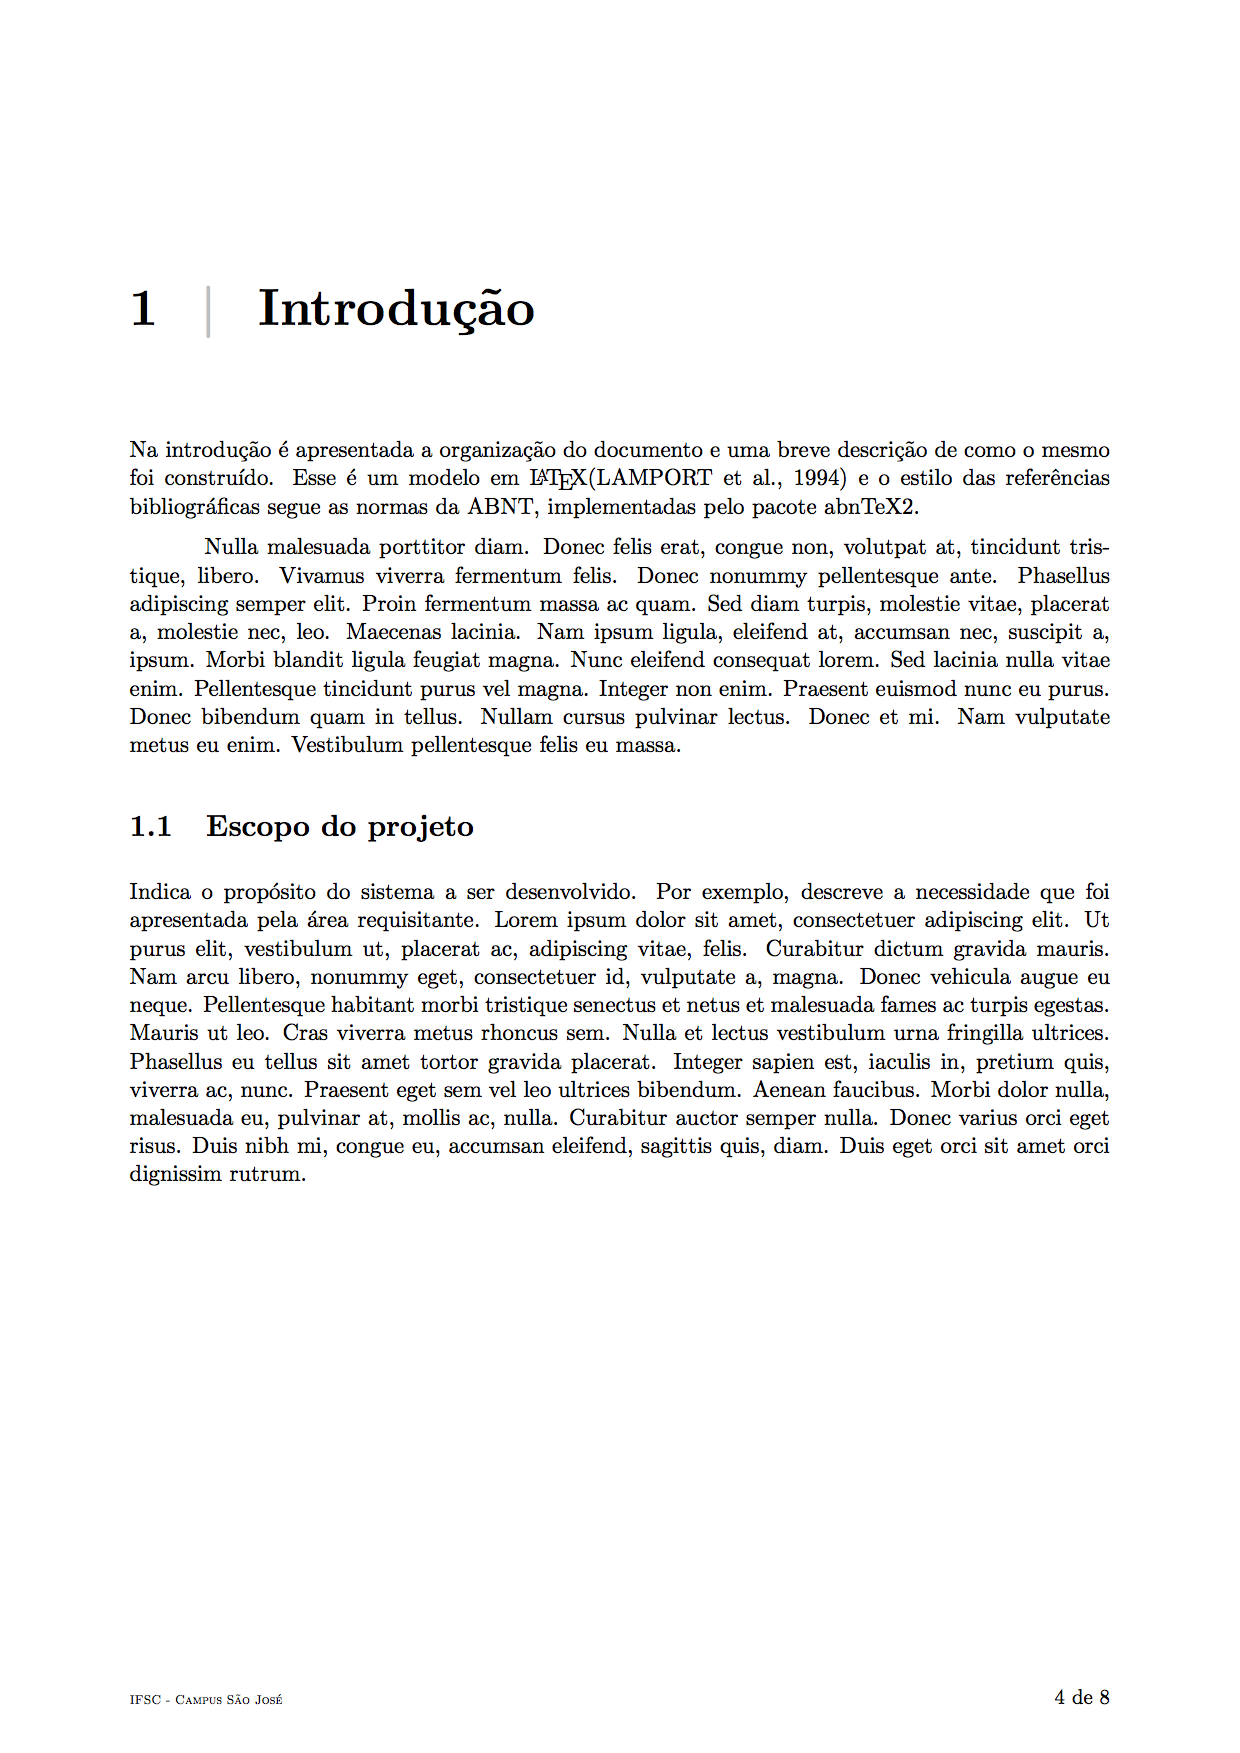 1 | Introdução
Na introdução é apresentada a organização do documento e uma breve descrição de como o mesmo
foi construído. Esse é um modelo em LATEX(LAMPORT et al., 1994) e o estilo das referências
bibliográficas segue as normas da ABNT, implementadas pelo pacote abnTeX2.
Nulla malesuada porttitor diam. Donec felis erat, congue non, volutpat at, tincidunt tris-
tique, libero. Vivamus viverra fermentum felis. Donec nonummy pellentesque ante. Phasellus
adipiscing semper elit. Proin fermentum massa ac quam. Sed diam turpis, molestie vitae, placerat
a, molestie nec, leo. Maecenas lacinia. Nam ipsum ligula, eleifend at, accumsan nec, suscipit a,
ipsum. Morbi blandit ligula feugiat magna. Nunc eleifend consequat lorem. Sed lacinia nulla vitae
enim. Pellentesque tincidunt purus vel magna. Integer non enim. Praesent euismod nunc eu purus.
Donec bibendum quam in tellus. Nullam cursus pulvinar lectus. Donec et mi. Nam vulputate
metus eu enim. Vestibulum pellentesque felis eu massa.
1.1 Escopo do projeto
Indica o propósito do sistema a ser desenvolvido. Por exemplo, descreve a necessidade que foi
apresentada pela área requisitante. Lorem ipsum dolor sit amet, consectetuer adipiscing elit. Ut
purus elit, vestibulum ut, placerat ac, adipiscing vitae, felis. Curabitur dictum gravida mauris.
Nam arcu libero, nonummy eget, consectetuer id, vulputate a, magna. Donec vehicula augue eu
neque. Pellentesque habitant morbi tristique senectus et netus et malesuada fames ac turpis egestas.
Mauris ut leo. Cras viverra metus rhoncus sem. Nulla et lectus vestibulum urna fringilla ultrices.
Phasellus eu tellus sit amet tortor gravida placerat. Integer sapien est, iaculis in, pretium quis,
viverra ac, nunc. Praesent eget sem vel leo ultrices bibendum. Aenean faucibus. Morbi dolor nulla,
malesuada eu, pulvinar at, mollis ac, nulla. Curabitur auctor semper nulla. Donec varius orci eget
risus. Duis nibh mi, congue eu, accumsan eleifend, sagittis quis, diam. Duis eget orci sit amet orci
dignissim rutrum.
IFSC - Campus São José 4 de 8